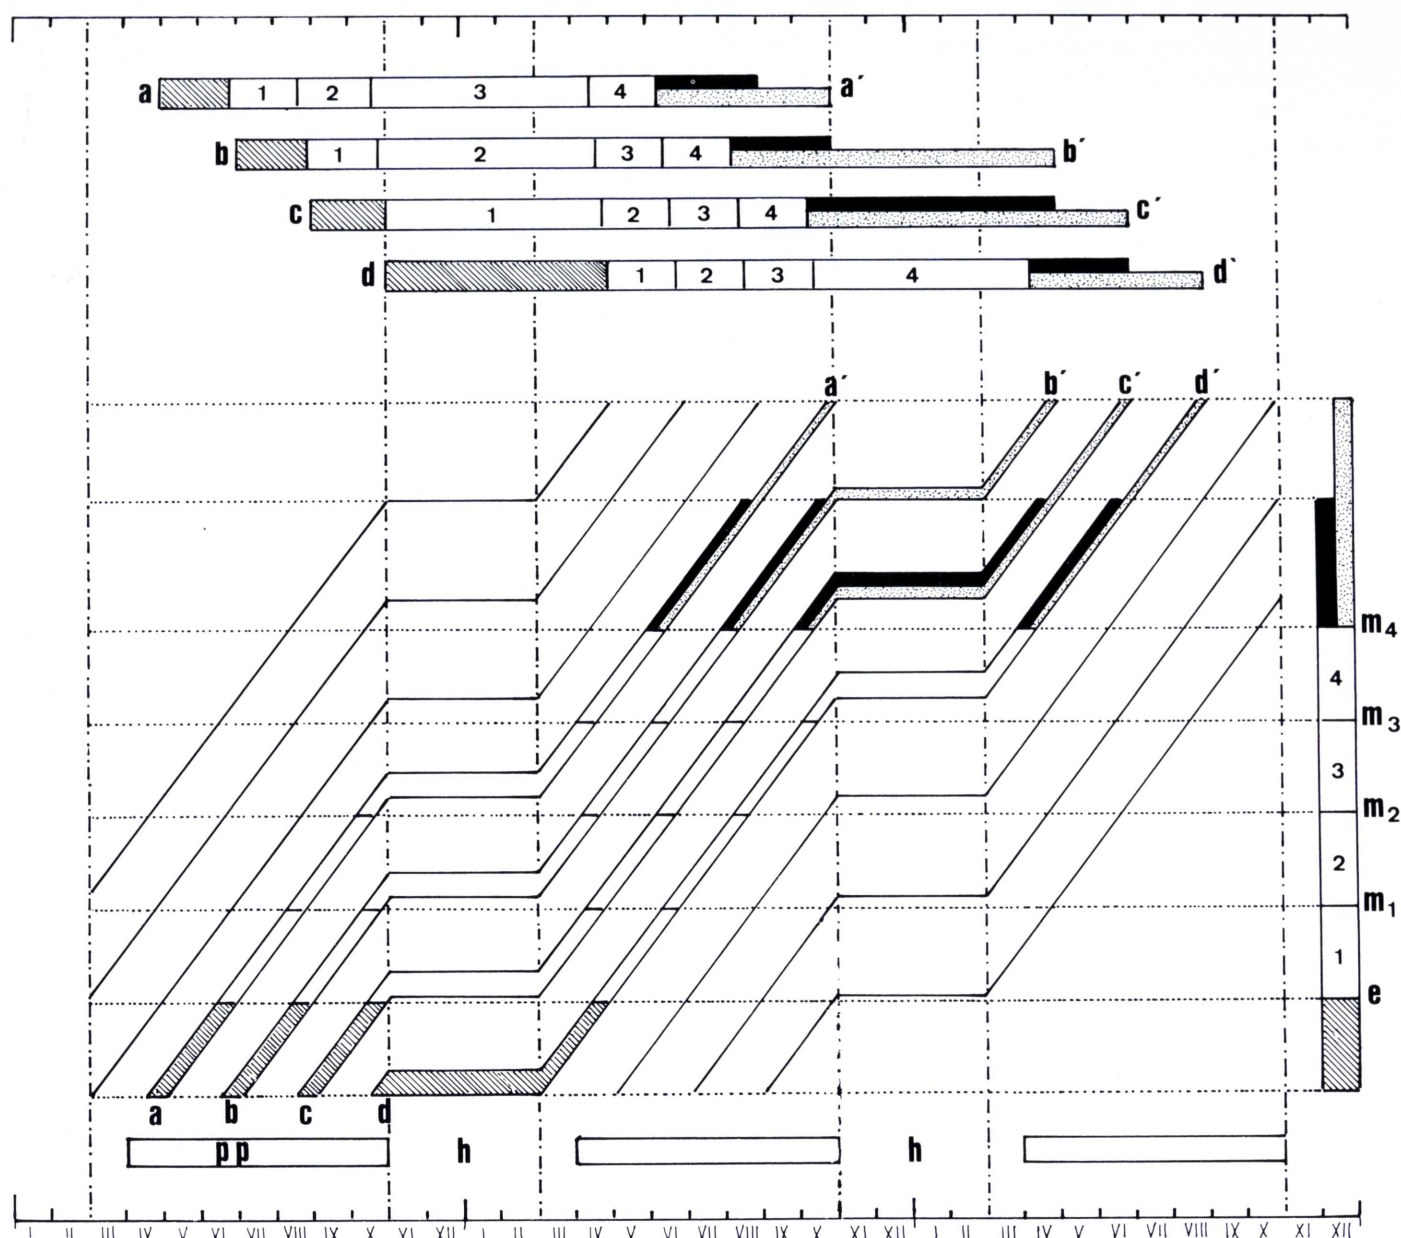 a 1 2 3 4 a´
b 1 2 3 4 b´
c 1 2 3 4 c´
d 1 2 3 4 d`
a´ b´ c´ d´
m4
4
m3
3
m2
2
m1
1
e
a b c d
pp h h
I II III IV V VI VII VIII IX X XI XII I II III IV V VI VII VIII IX X XI XII I II III IV V VI VII VIII IX X XI XII